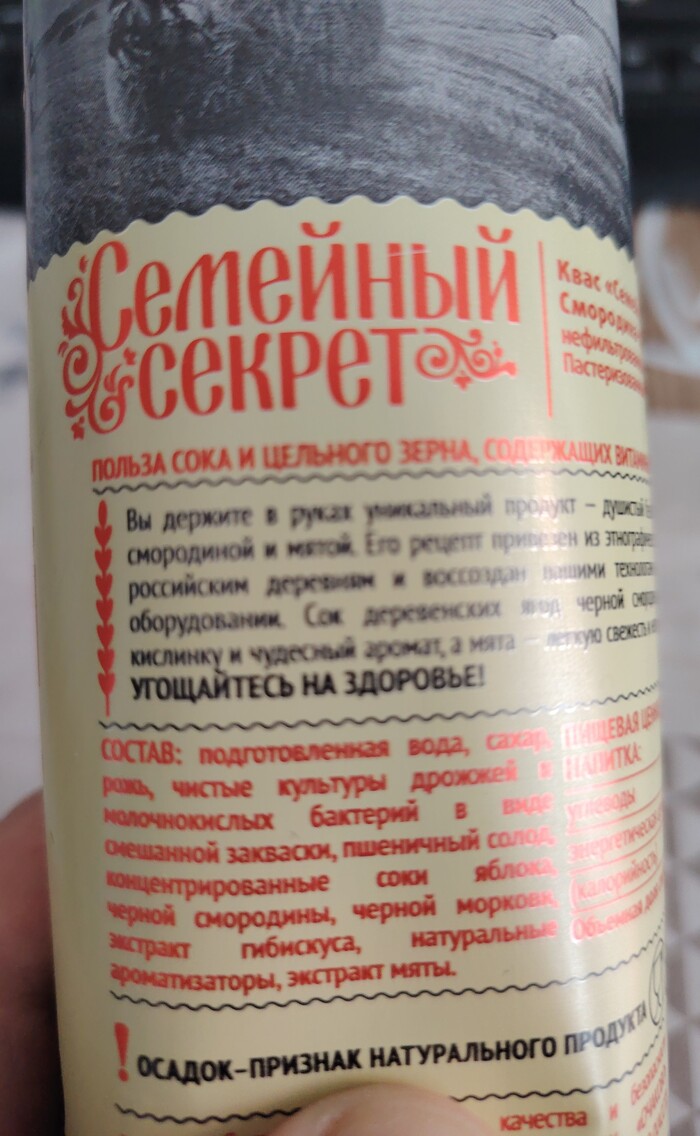 Семейный
секрет
Квас «Семе
Смородина
нефильтрова
Пастеризова
ПОЛЬЗА СОКА И ЦЕЛЬНОГО ЗЕРНА, СОДЕРЖАЩИХ ВИТАМ
Вы держите в руках уникальный продукт – душистый
смородиной и мятой. Его рецепт привезен из этнографи
российским деревням и воссоздан нашими технолог
оборудовании. Сок деревенских ягод черной сморо
кислинку и чудесный аромат, а мята – легкую свежесть и
УГОЩАЙТЕСЬ НА ЗДОРОВЬЕ!
СОСТАВ: подготовленная вода, сахар,
рожь, чистые культуры дрожжей и
молочнокислых бактерий в виде
смешанной закваски, пшеничный солод,
концентрированные соки яблока,
черной смородины, черной моркови,
экстракт гибискуса, натуральные
ароматизаторы, экстракт мяты.
ПИЩЕВАЯ ЦЕН
НАПИТКА:
углеводы
энергетическая
(калорийность
Объемная доля
! ОСАДОК–ПРИЗНАК НАТУРАЛЬНОГО ПРОДУКТА
качества и безопасно